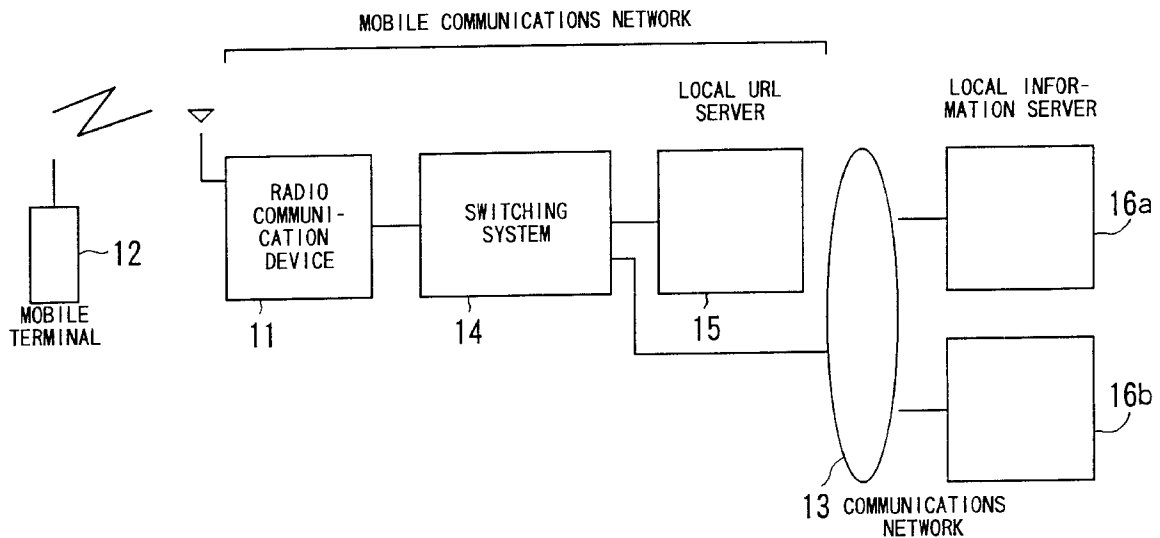 MOBILE COMMUNICATIONS NETWORK
LOCAL URL
SERVER
LOCAL INFOR-
MATION SERVER
RADIO
COMMUNI-
CATION
DEVICE
SWITCHING
SYSTEM
16a
12
MOBILE
TERMINAL
11
14
15
16b
13
COMMUNICATIONS
NETWORK